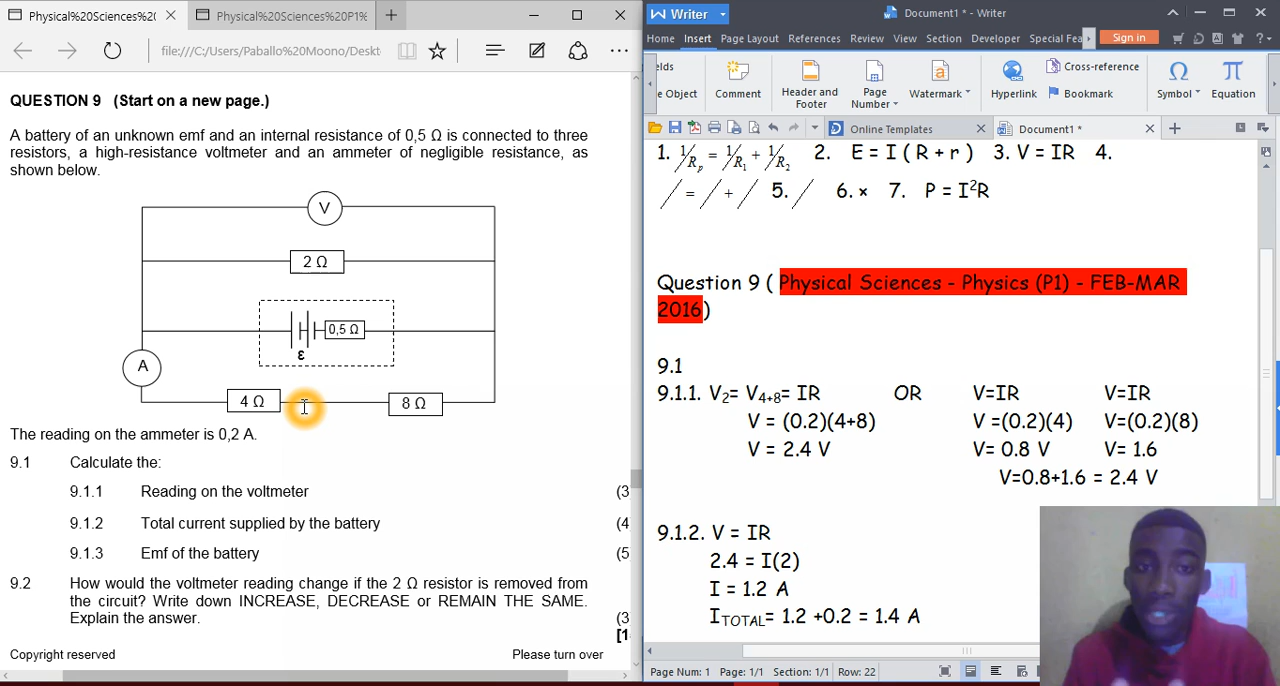 Physical%20Sciences%20(
Physical%20Sciences%20P1%
file:///C:/Users/Paballo%20Moono/Deskt
QUESTION 9 (Start on a new page.)
A battery of an unknown emf and an internal resistance of 0,5 Ω is connected to three
resistors, a high-resistance voltmeter and an ammeter of negligible resistance, as
shown below.
V
2 Ω
0,5 Ω
ε
A
4 Ω
8 Ω
The reading on the ammeter is 0,2 A.
9.1 Calculate the:
9.1.1 Reading on the voltmeter (3
9.1.2 Total current supplied by the battery (4
9.1.3 Emf of the battery (5
9.2 How would the voltmeter reading change if the 2 Ω resistor is removed from
the circuit? Write down INCREASE, DECREASE or REMAIN THE SAME.
Explain the answer. (3
[1
Copyright reserved Please turn over
W Writer
Document1 * - Writer
Home Insert Page Layout References Review View Section Developer Special Fea Sign in
elds
e Object
Comment
Header and
Footer
Page
Number
Watermark
Hyperlink
Cross-reference
Bookmark
Symbol
Equation
Online Templates
Document1 *
1. 1/Rp = 1/R1 + 1/R2 2. E = I ( R + r ) 3. V = IR 4.
/ = / + / 5. / 6. × 7. P = I²R
Question 9 ( Physical Sciences - Physics (P1) - FEB-MAR
2016)
9.1
9.1.1. V2= V4+8= IR OR V=IR V=IR
V = (0.2)(4+8) V =(0.2)(4) V=(0.2)(8)
V = 2.4 V V= 0.8 V V= 1.6
V=0.8+1.6 = 2.4 V
9.1.2. V = IR
2.4 = I(2)
I = 1.2 A
ITOTAL= 1.2 +0.2 = 1.4 A
Page Num: 1 Page: 1/1 Section: 1/1 Row: 22